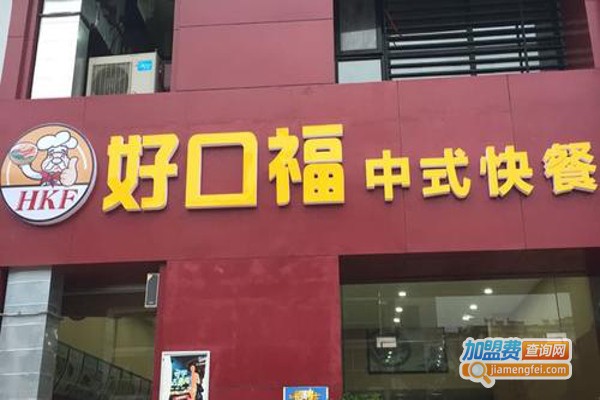 HKF
好口福 中式快餐
加盟费查询网
jiamengfei.com